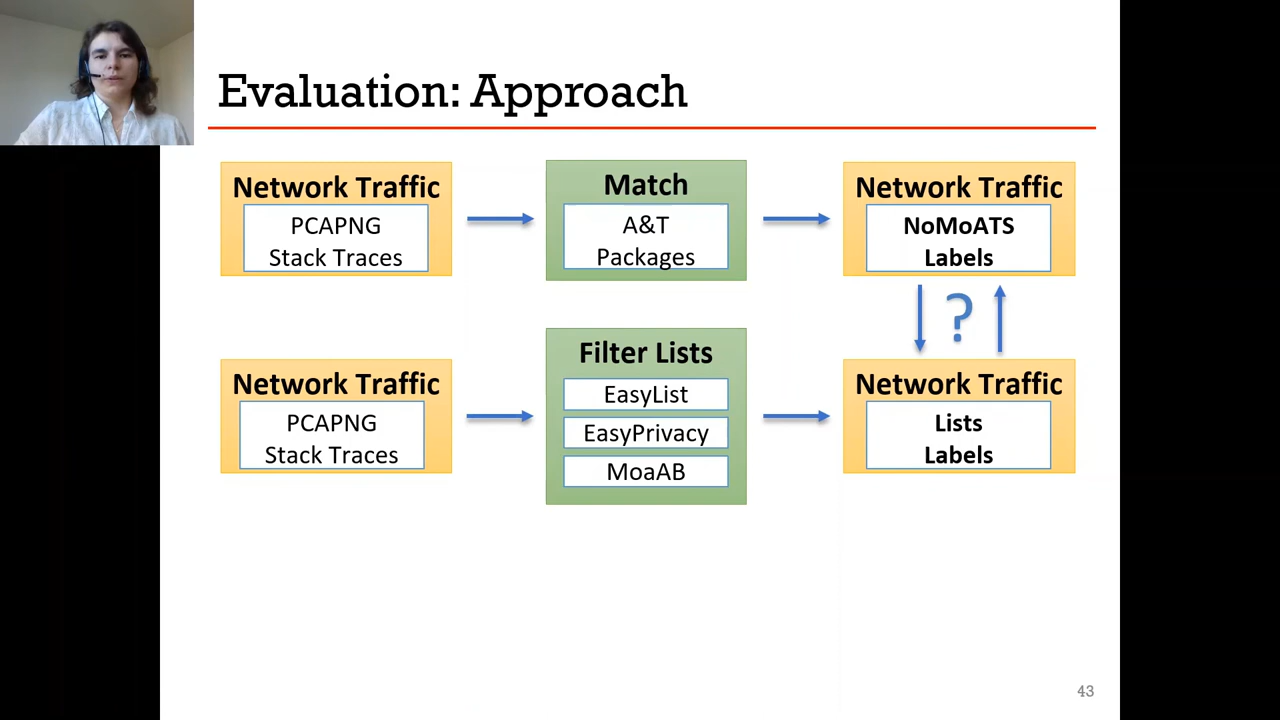 Evaluation: Approach
Network Traffic
PCAPNG
Stack Traces
Match
A&T
Packages
Network Traffic
NoMoATS
Labels
?
Network Traffic
PCAPNG
Stack Traces
Filter Lists
EasyList
EasyPrivacy
MoaAB
Network Traffic
Lists
Labels
43